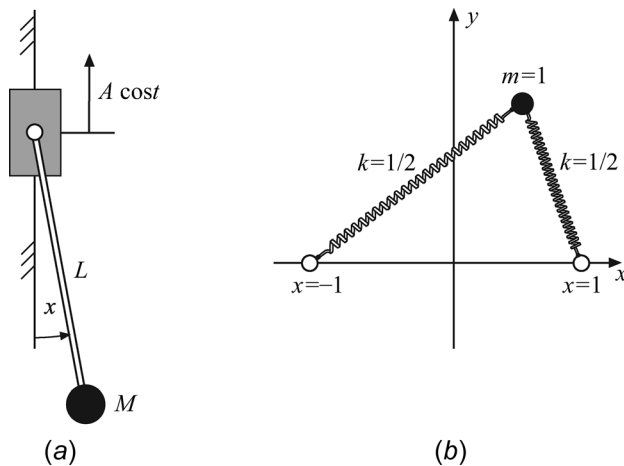 A cost
L
x
M
(a)
y
m=1
k=1/2
k=1/2
x=−1
x=1
x
(b)